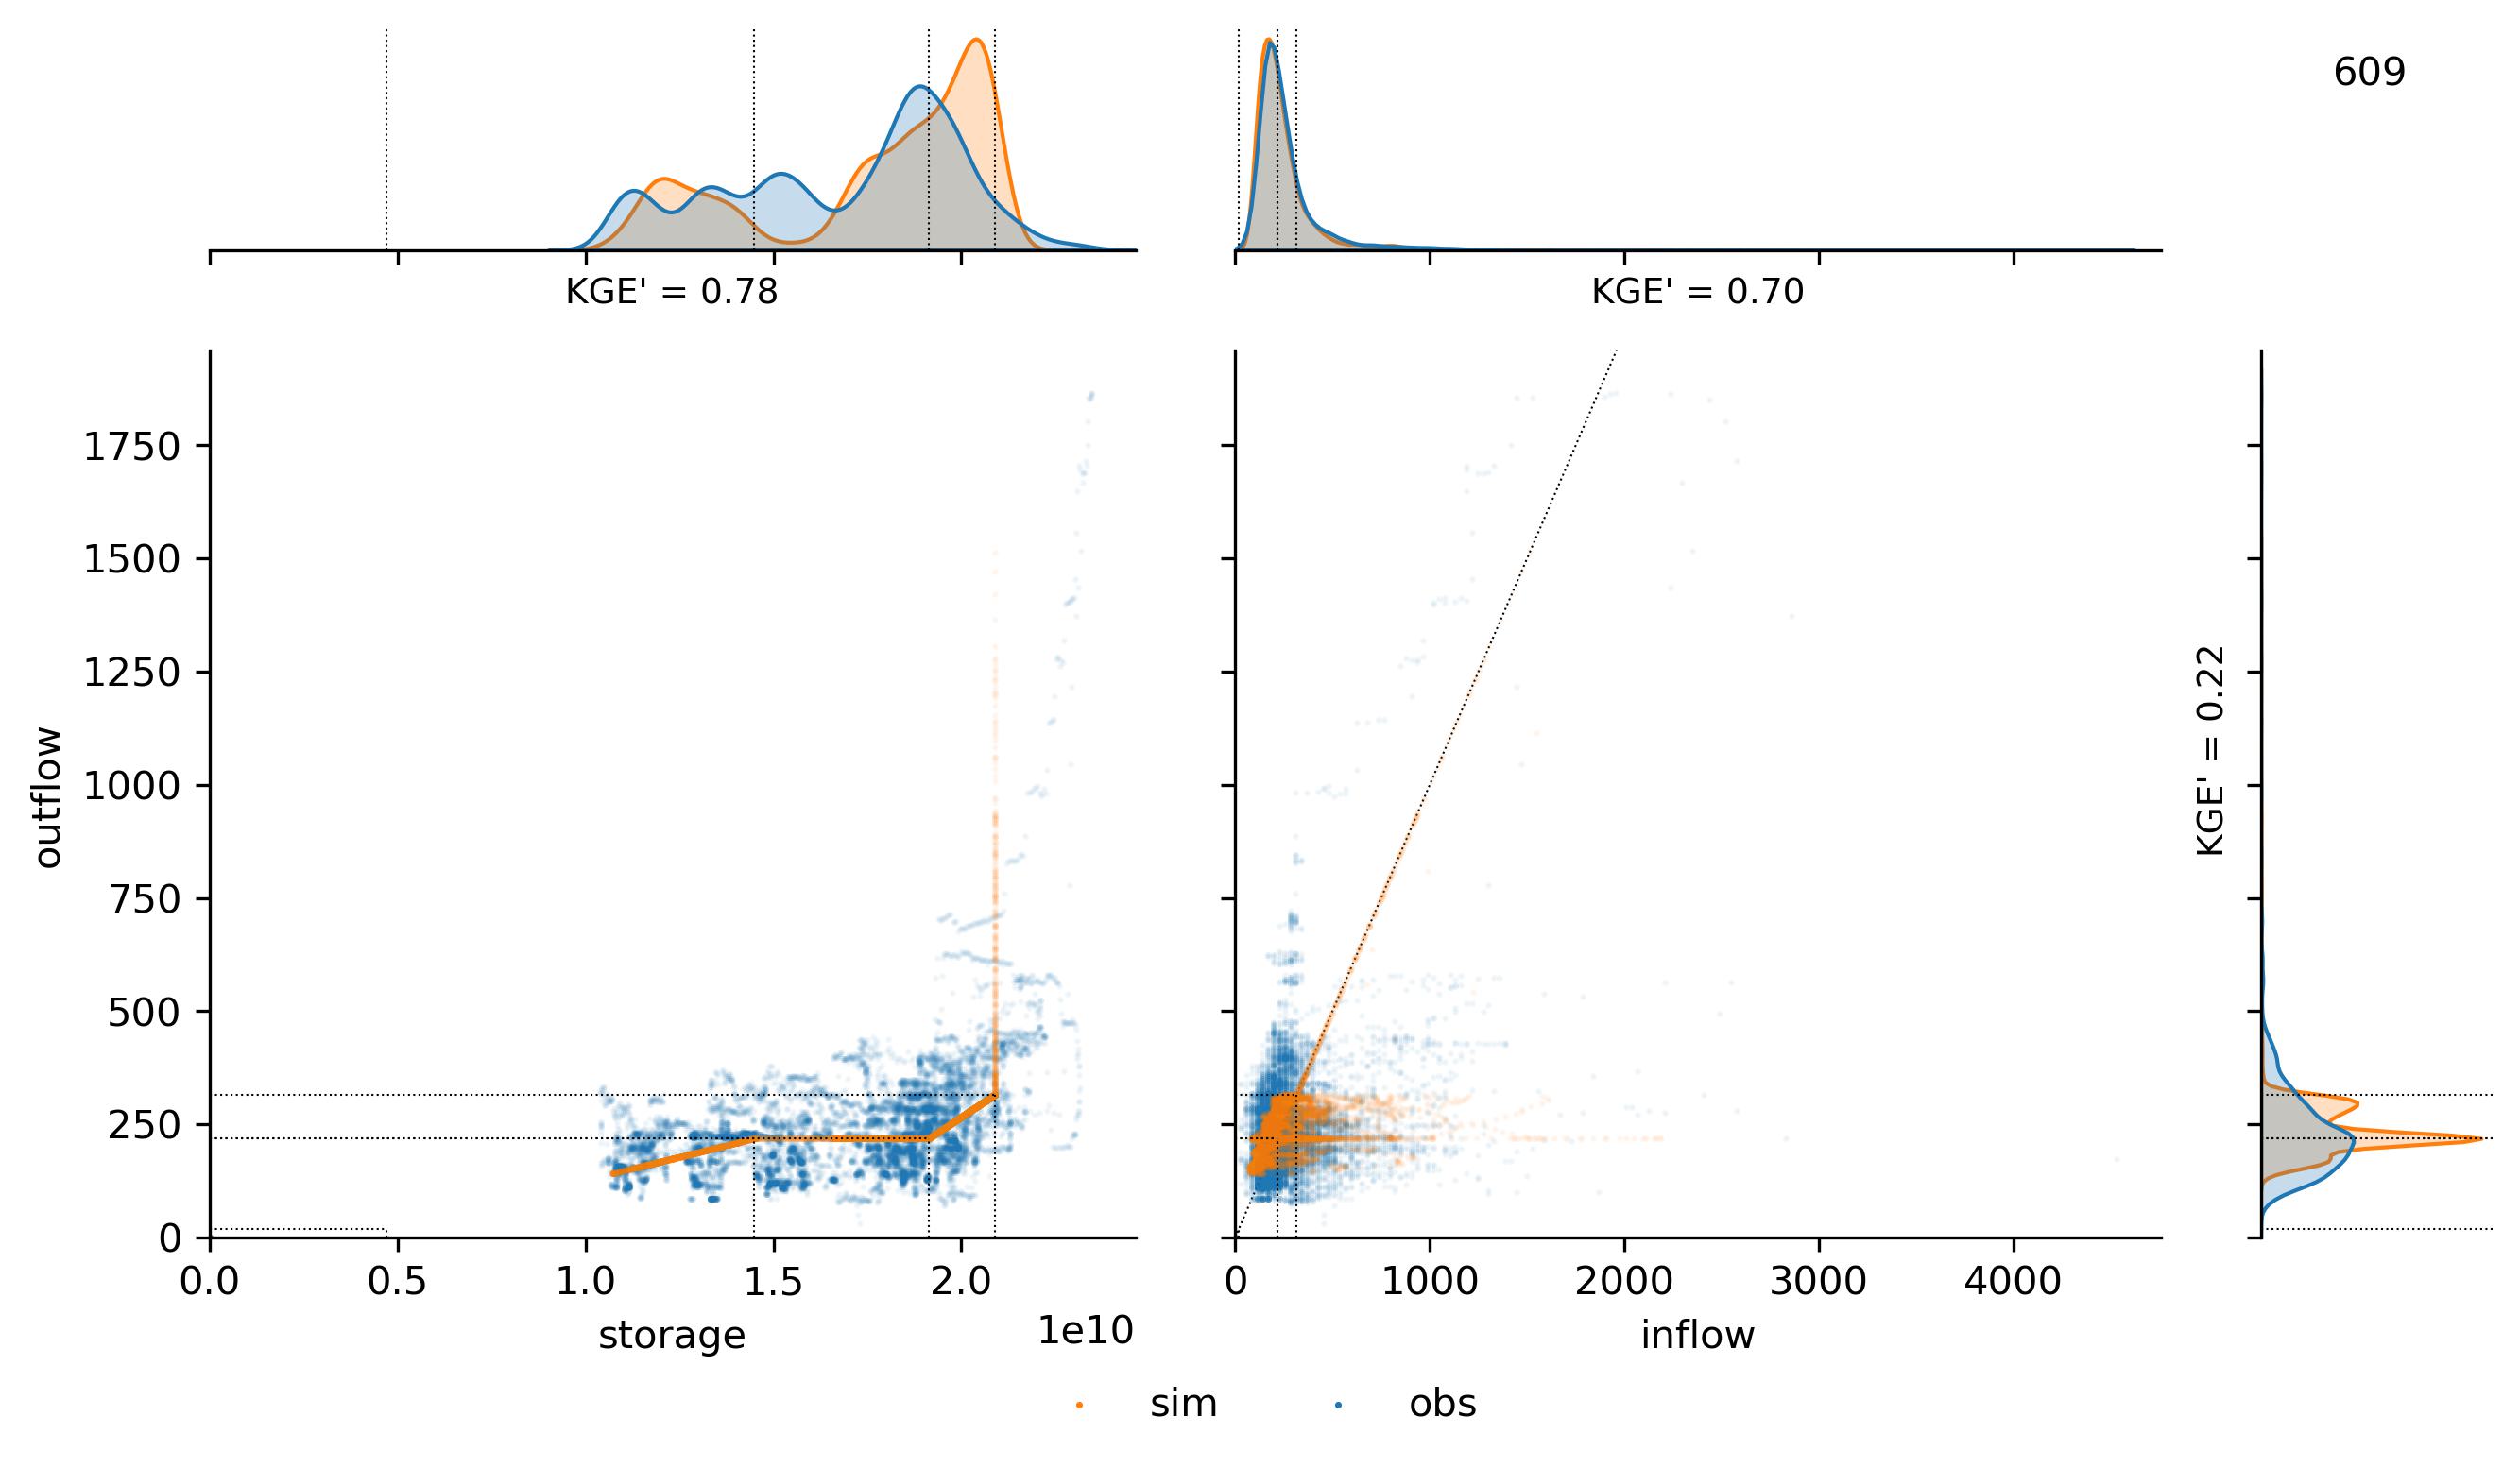 609
KGE' = 0.78
KGE' = 0.70
outflow
1750
1500
1250
1000
750
500
250
0
KGE' = 0.22
0.0 0.5 1.0 1.5 2.0
0 1000 2000 3000 4000
storage
1e10
inflow
sim obs